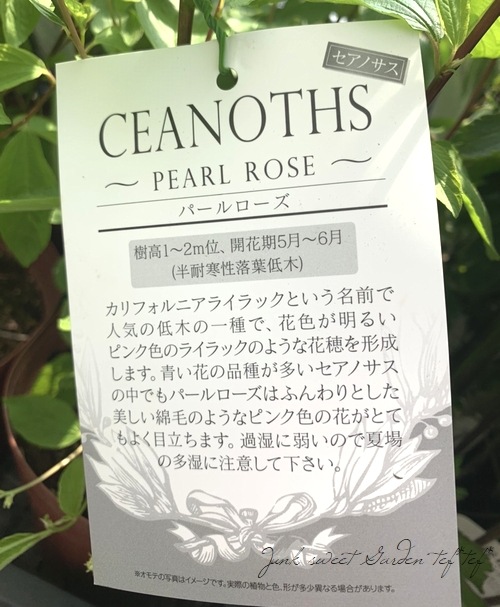 セアノサス
CEANOTHS
～ PEARL ROSE ～
パールローズ
樹高1～2m位、開花期5月～6月
(半耐寒性落葉低木)
カリフォルニアライラックという名前で
人気の低木の一種で、花色が明るい
ピンク色のライラックのような花穂を形成
します。青い花の品種が多いセアノサス
の中でもパールローズはふんわりとした
美しい綿毛のようなピンク色の花がとて
もよく目立ちます。過湿に弱いので夏場
の多湿に注意して下さい。
Junk sweet Garden tef*tef*
※オモテの写真はイメージです。実際の植物と色、形が多少異なる場合があります。